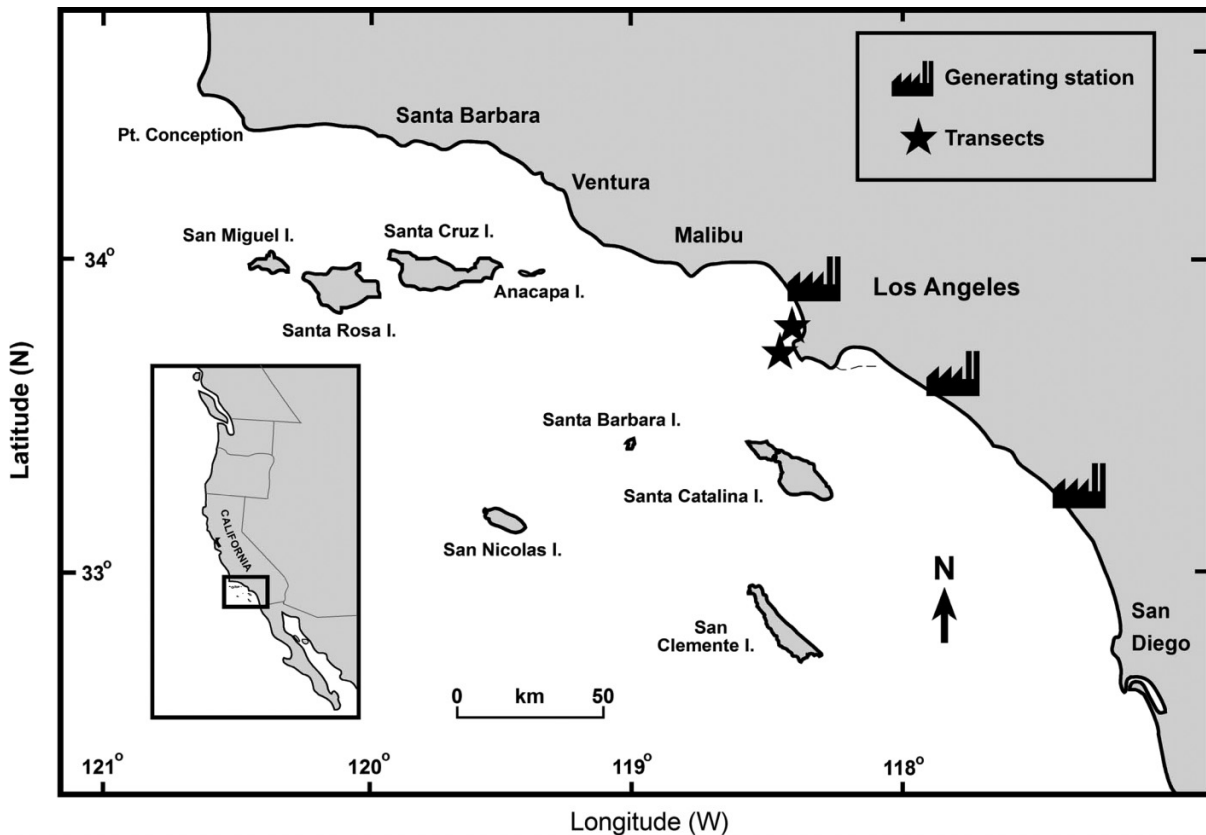 Generating station
Transects
Pt. Conception
Santa Barbara
Ventura
Malibu
Los Angeles
San Miguel I.
Santa Cruz I.
Anacapa I.
Santa Rosa I.
Santa Barbara I.
Santa Catalina I.
San Nicolas I.
San
Clemente I.
San
Diego
N
CALIFORNIA
0 km 50
34°
33°
121° 120° 119° 118°
Latitude (N)
Longitude (W)